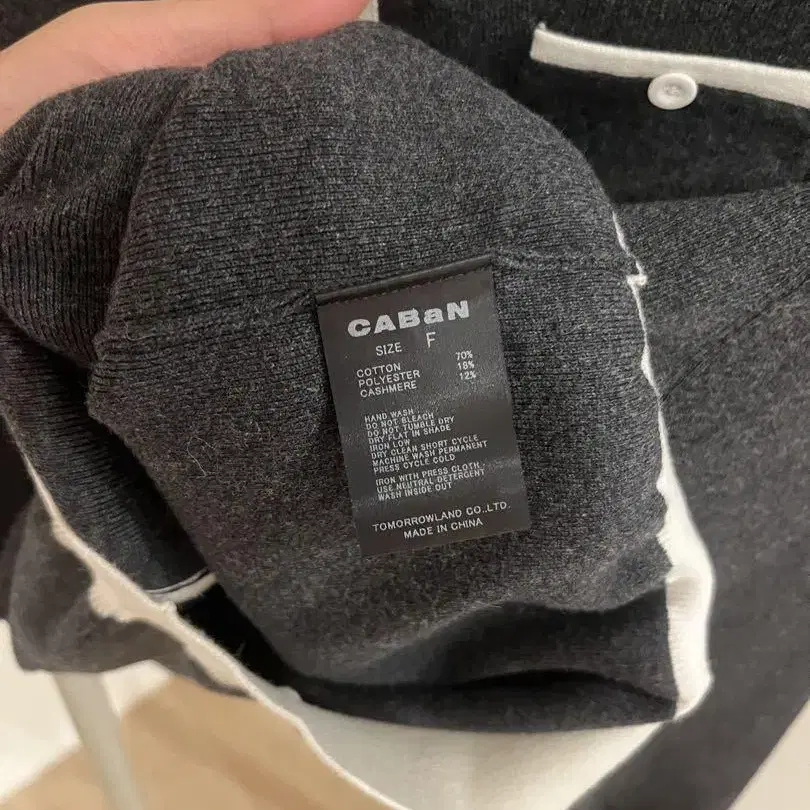 CABaN
SIZE F
COTTON 70%
POLYESTER 18%
CASHMERE 12%
HAND WASH
DO NOT BLEACH
DO NOT TUMBLE DRY
DRY FLAT IN SHADE
IRON LOW
DRY CLEAN SHORT CYCLE
MACHINE WASH PERMANENT
PRESS CYCLE COLD
IRON WITH PRESS CLOTH.
USE NEUTRAL DETERGENT
WASH INSIDE OUT
TOMORROWLAND CO.,LTD.
MADE IN CHINA